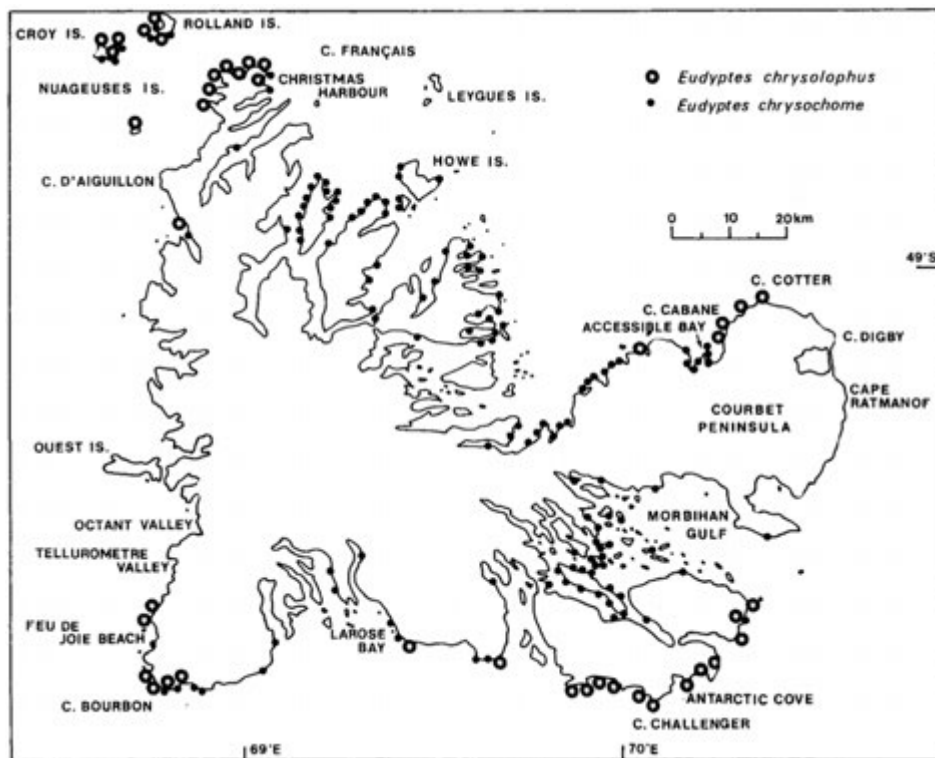 ROLLAND IS.
CROY IS.
C. FRANÇAIS
CHRISTMAS
HARBOUR
NUAGEUSES IS.
LEYGUES IS.
Eudyptes chrysolophus
Eudyptes chrysochome
HOWE IS.
C. D'AIGUILLON
0 10 20km
49°S
C. COTTER
C. CABANE
ACCESSIBLE BAY
C. DIGBY
CAPE
RATMANOF
COURBET
PENINSULA
OUEST IS.
OCTANT VALLEY
MORBIHAN
GULF
TELLUROMETRE
VALLEY
FEU DE
JOIE BEACH
LAROSE
BAY
C. BOURBON
ANTARCTIC COVE
C. CHALLENGER
69°E
70°E